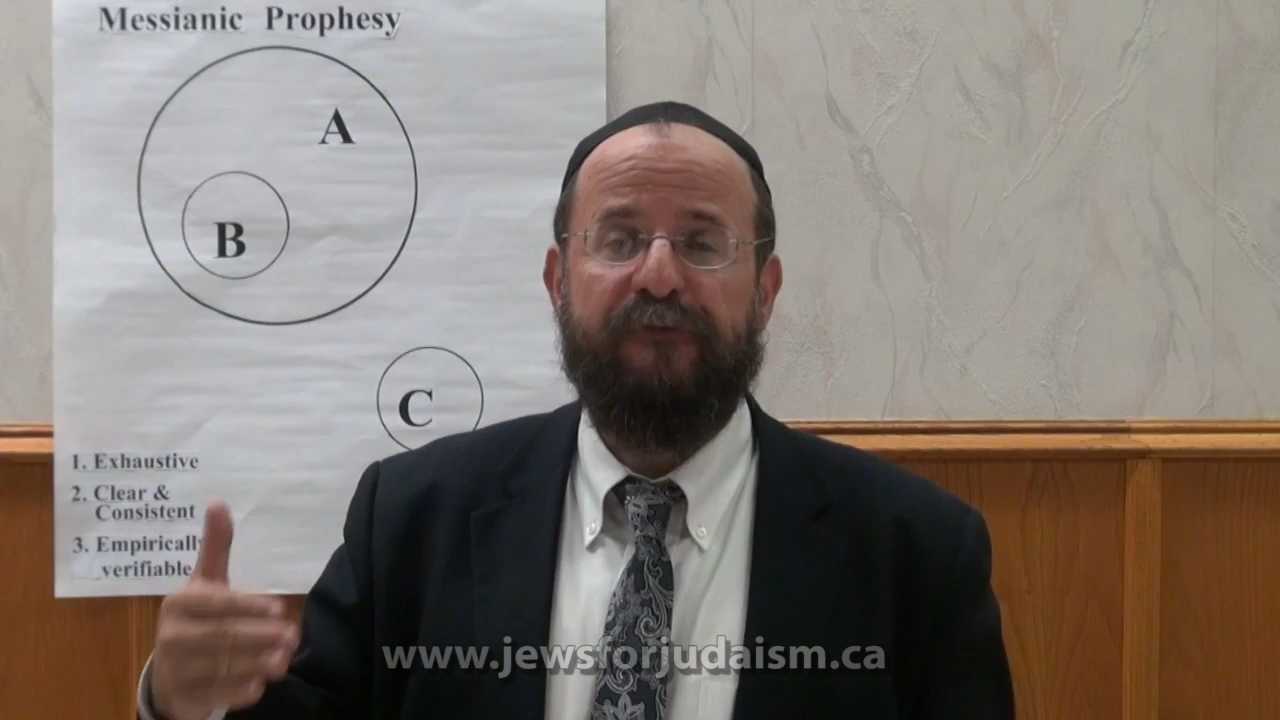 Messianic Prophesy
A
B
C
1. Exhaustive
2. Clear &
Consistent
3. Empirically
verifiable
www.jewsforjudaism.ca